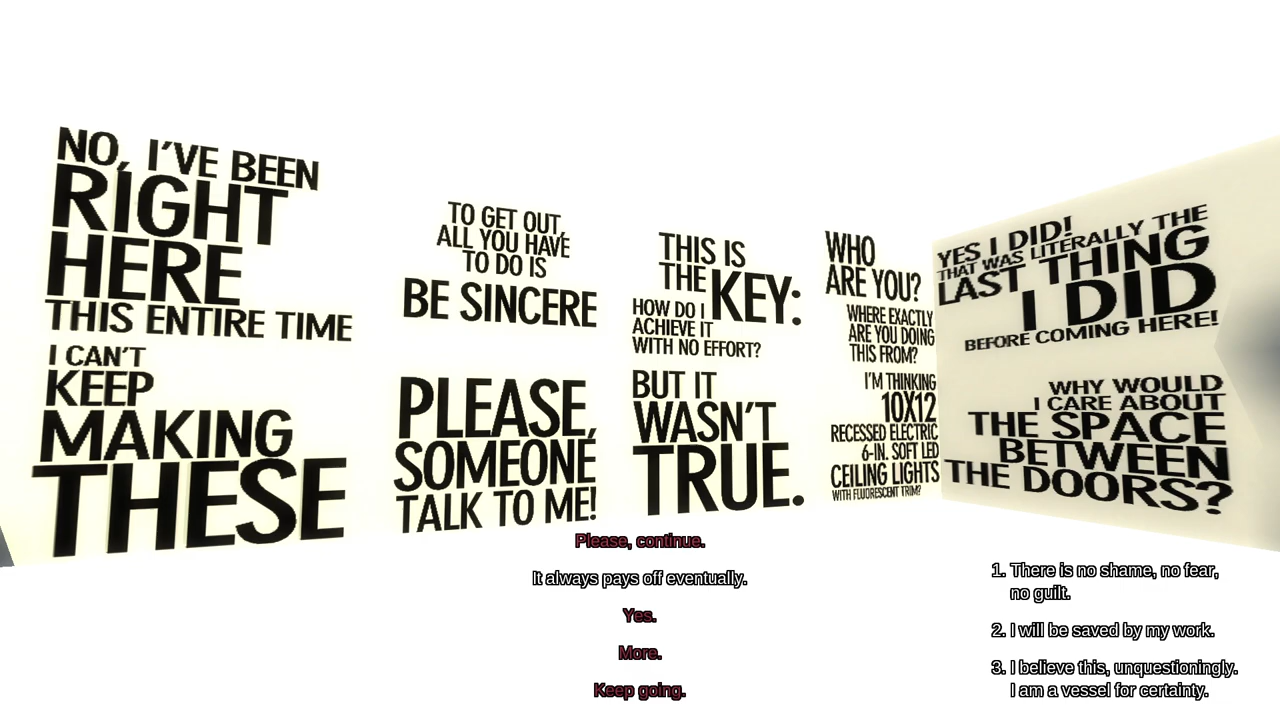 NO, I'VE BEEN
RIGHT
HERE
THIS ENTIRE TIME
I CAN'T
KEEP
MAKING
THESE
TO GET OUT,
ALL YOU HAVE
TO DO IS
BE SINCERE
PLEASE,
SOMEONE
TALK TO ME!
THIS IS
THE KEY:
HOW DO I
ACHIEVE IT
WITH NO EFFORT?
BUT IT
WASN'T
TRUE.
WHO
ARE YOU?
WHERE EXACTLY
ARE YOU DOING
THIS FROM?
I'M THINKING
10X12
RECESSED ELECTRIC
6-IN. SOFT LED
CEILING LIGHTS
WITH FLUORESCENT TRIM?
YES I DID!
THAT WAS LITERALLY THE
LAST THING
I DID
BEFORE COMING HERE!
WHY WOULD
I CARE ABOUT
THE SPACE
BETWEEN
THE DOORS?
Please, continue.
It always pays off eventually.
Yes.
More.
Keep going.
1. There is no shame, no fear,
no guilt.
2. I will be saved by my work.
3. I believe this, unquestioningly.
I am a vessel for certainty.